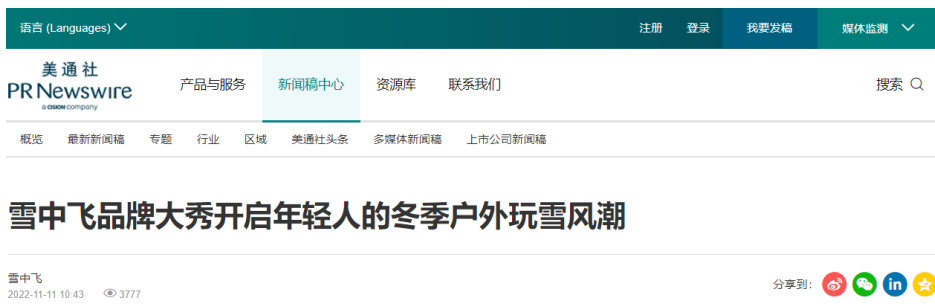 语言 (Languages)
注册 登录 我要发稿 媒体监测
美通社
PR Newswire
a CISION company
产品与服务 新闻稿中心 资源库 联系我们 搜索
概览 最新新闻稿 专题 行业 区域 美通社头条 多媒体新闻稿 上市公司新闻稿
雪中飞品牌大秀开启年轻人的冬季户外玩雪风潮
雪中飞
2022-11-11 10:43 3777
分享到:
in